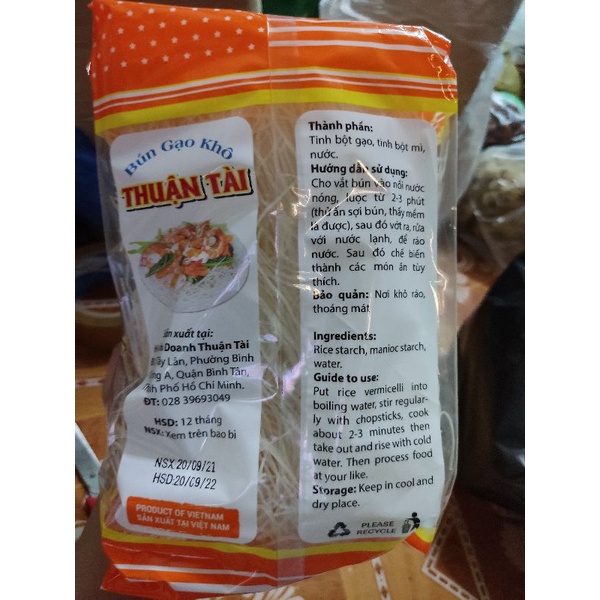 Bún Gạo Khô
THUẬN TÀI
sản xuất tại:
Doanh Thuận Tài
Lân, Phường Bình
A, Quận Bình Tân,
Phố Hồ Chí Minh.
ĐT: 028 39693049
HSD: 12 tháng
NSX: Xem trên bao bì
NSX 20/09/21
HSD 20/09/22
PRODUCT OF VIETNAM
SẢN XUẤT TẠI VIỆT NAM
Thành phần:
Tinh bột gạo, tinh bột mì,
nước.
Hướng dẫn sử dụng:
Cho vắt bún vào nồi nước
nóng, luộc từ 2-3 phút
(thử ăn sợi bún, thấy mềm
là được), sau đó vớt ra, rửa
với nước lạnh, để ráo
nước. Sau đó chế biến
thành các món ăn tùy
thích.
Bảo quản: Nơi khô ráo,
thoáng mát
Ingredients:
Rice starch, manioc starch,
water.
Guide to use:
Put rice vermicelli into
boiling water, stir regular-
ly with chopsticks, cook
about 2-3 minutes then
take out and rise with cold
water. Then process food
at your like.
Storage: Keep in cool and
dry place.
PLEASE
RECYCLE